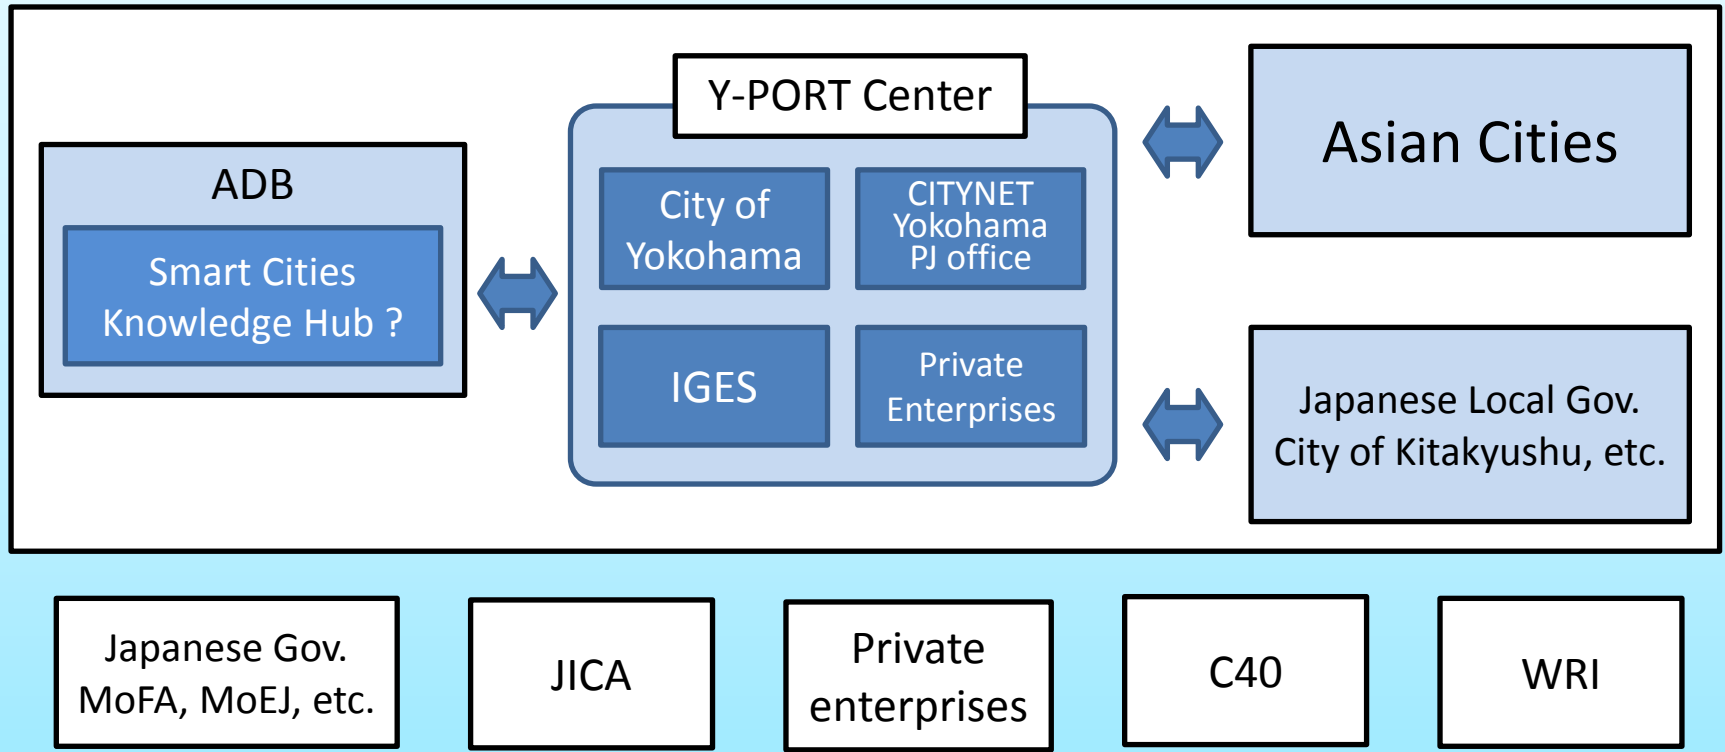 Y-PORT Center
ADB
Smart Cities
Knowledge Hub ?
City of
Yokohama
CITYNET
Yokohama
PJ office
IGES
Private
Enterprises
Asian Cities
Japanese Local Gov.
City of Kitakyushu, etc.
Japanese Gov.
MoFA, MoEJ, etc.
JICA
Private
enterprises
C40
WRI